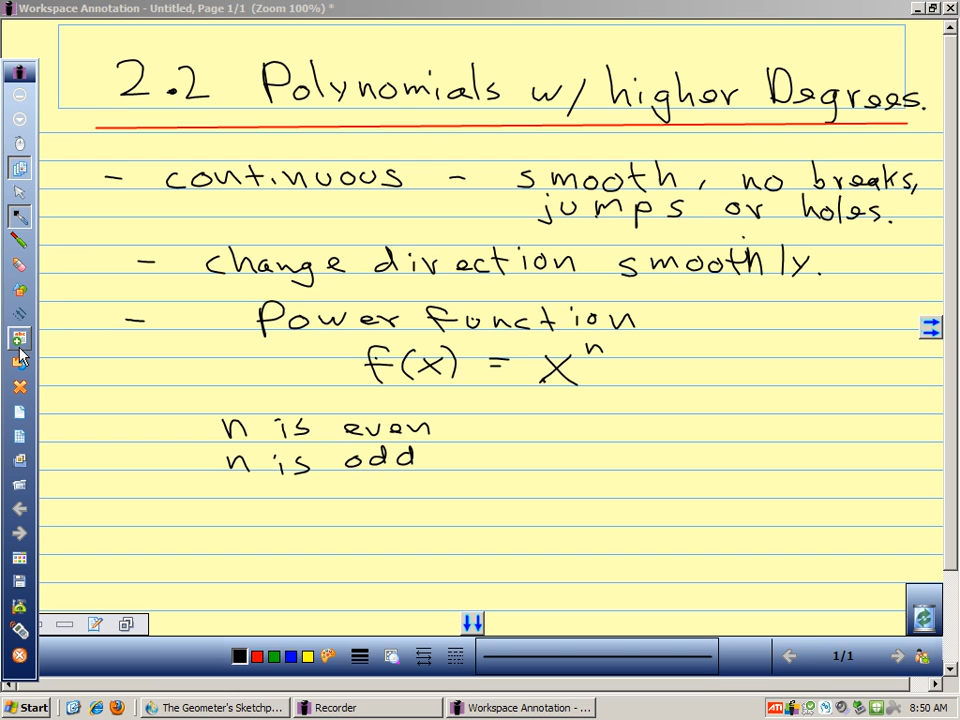 Workspace Annotation - Untitled, Page 1/1 (Zoom 100%) *
2.2 Polynomials w/ higher Degrees.
- continuous - smooth, no breaks,
jumps or holes.
- change direction smoothly.
- Power function
f(x) = x^n
n is even
n is odd
1/1
Start
The Geometer's Sketchp...
Recorder
Workspace Annotation - ...
ATI
8:50 AM